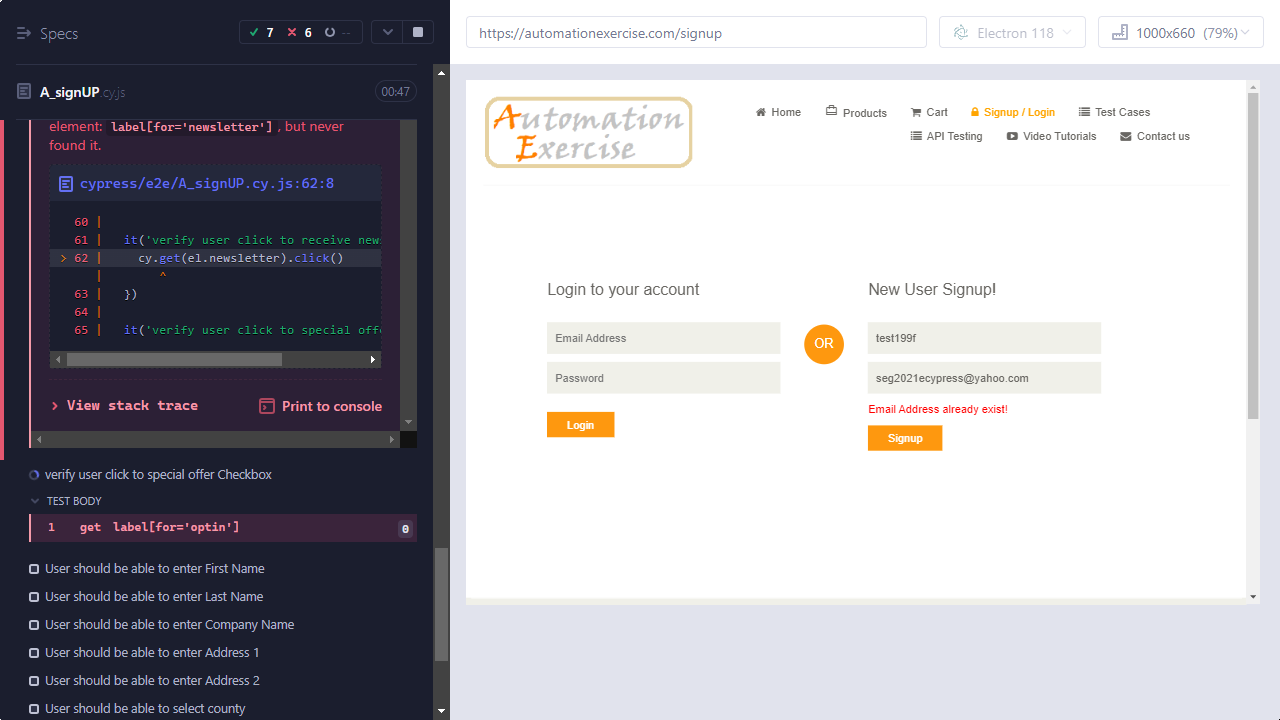 Specs
7
6
--
A_signUP.cy.js
00:47
element: label[for='newsletter'] , but never
found it.
cypress/e2e/A_signUP.cy.js:62:8
60 |
61 | it('verify user click to receive new
> 62 | cy.get(el.newsletter).click()
| ^
63 | })
64 |
65 | it('verify user click to special off
> View stack trace
Print to console
verify user click to special offer Checkbox
TEST BODY
1 get label[for='optin']
0
User should be able to enter First Name
User should be able to enter Last Name
User should be able to enter Company Name
User should be able to enter Address 1
User should be able to enter Address 2
User should be able to select county
https://automationexercise.com/signup
Electron 118
1000x660 (79%)
Automation
Exercise
Home
Products
Cart
Signup / Login
Test Cases
API Testing
Video Tutorials
Contact us
Login to your account
Email Address
Password
Login
OR
New User Signup!
test199f
seg2021ecypress@yahoo.com
Email Address already exist!
Signup